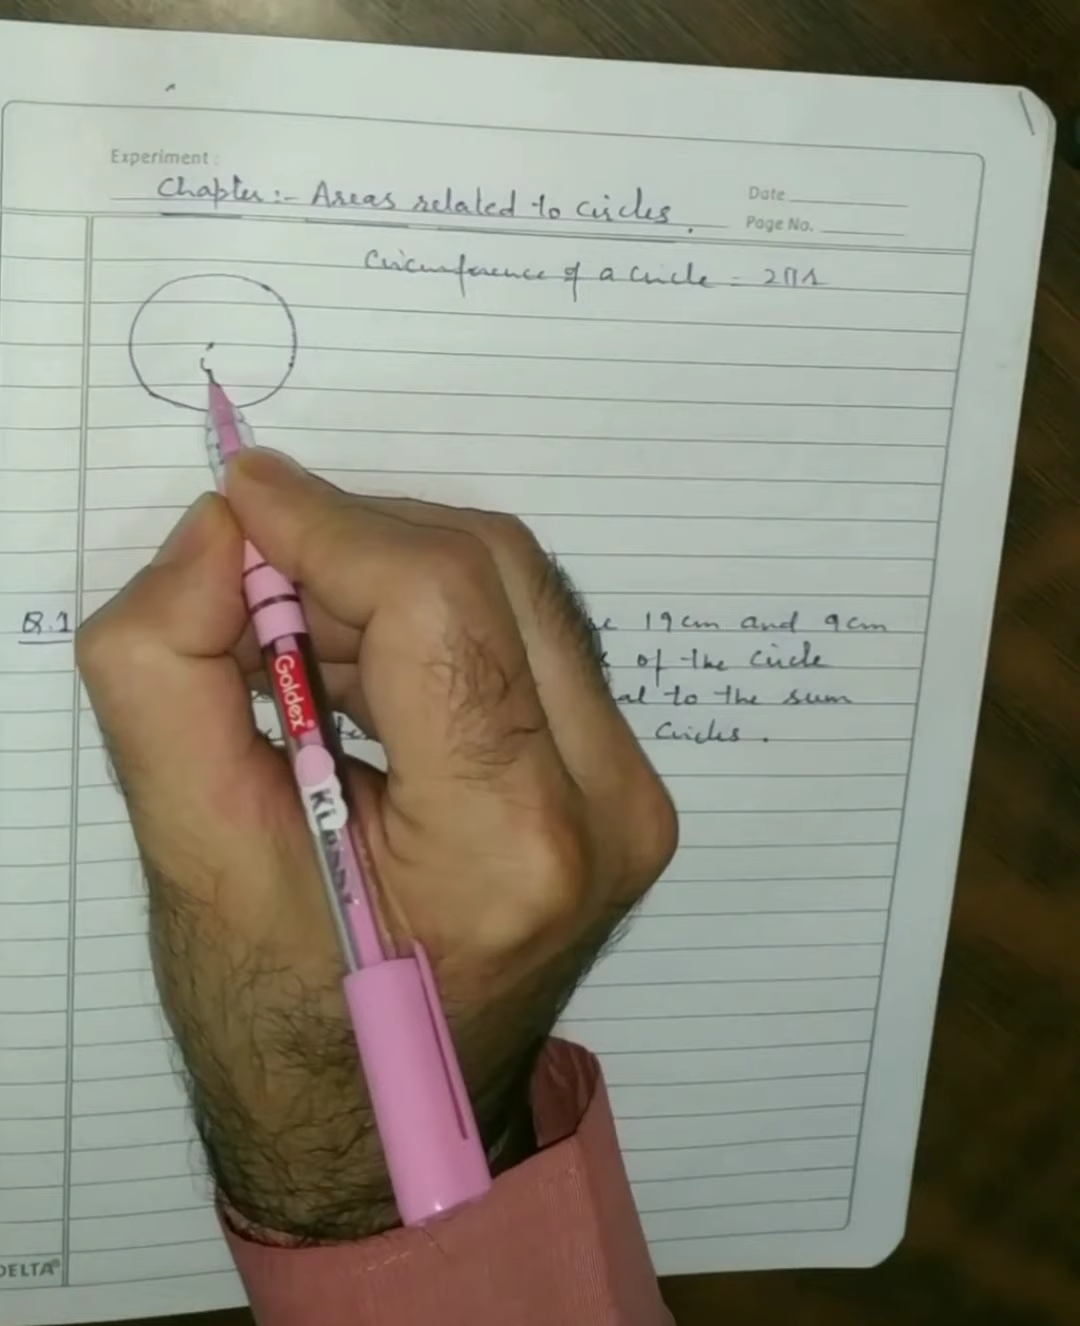 Experiment :
Chapter :- Areas related to circles.
Date
Page No.
Circumference of a circle = 2πr
Q.1
19 cm and 9 cm
of the circle
al to the sum
Circles.
Goldex
KLASSY
DELTA